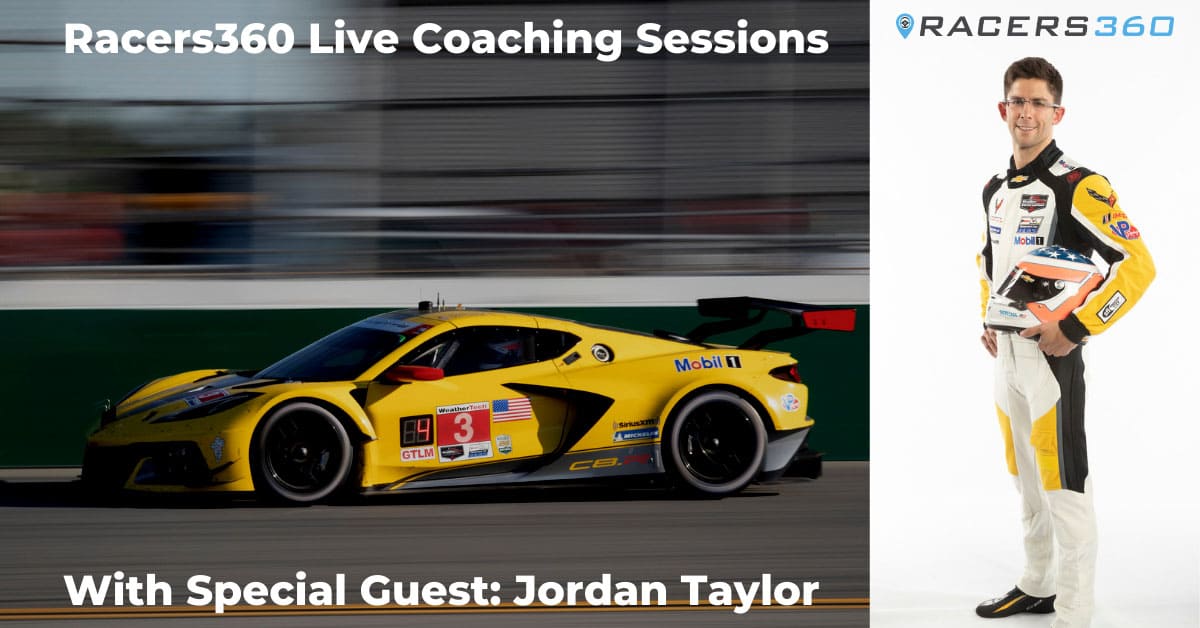 Racers360 Live Coaching Sessions
RACERS360
Mobil 1
Mobil 1
WeatherTech
3
4
GTLM
SiriusXM
MICHELIN
C8.R
With Special Guest: Jordan Taylor